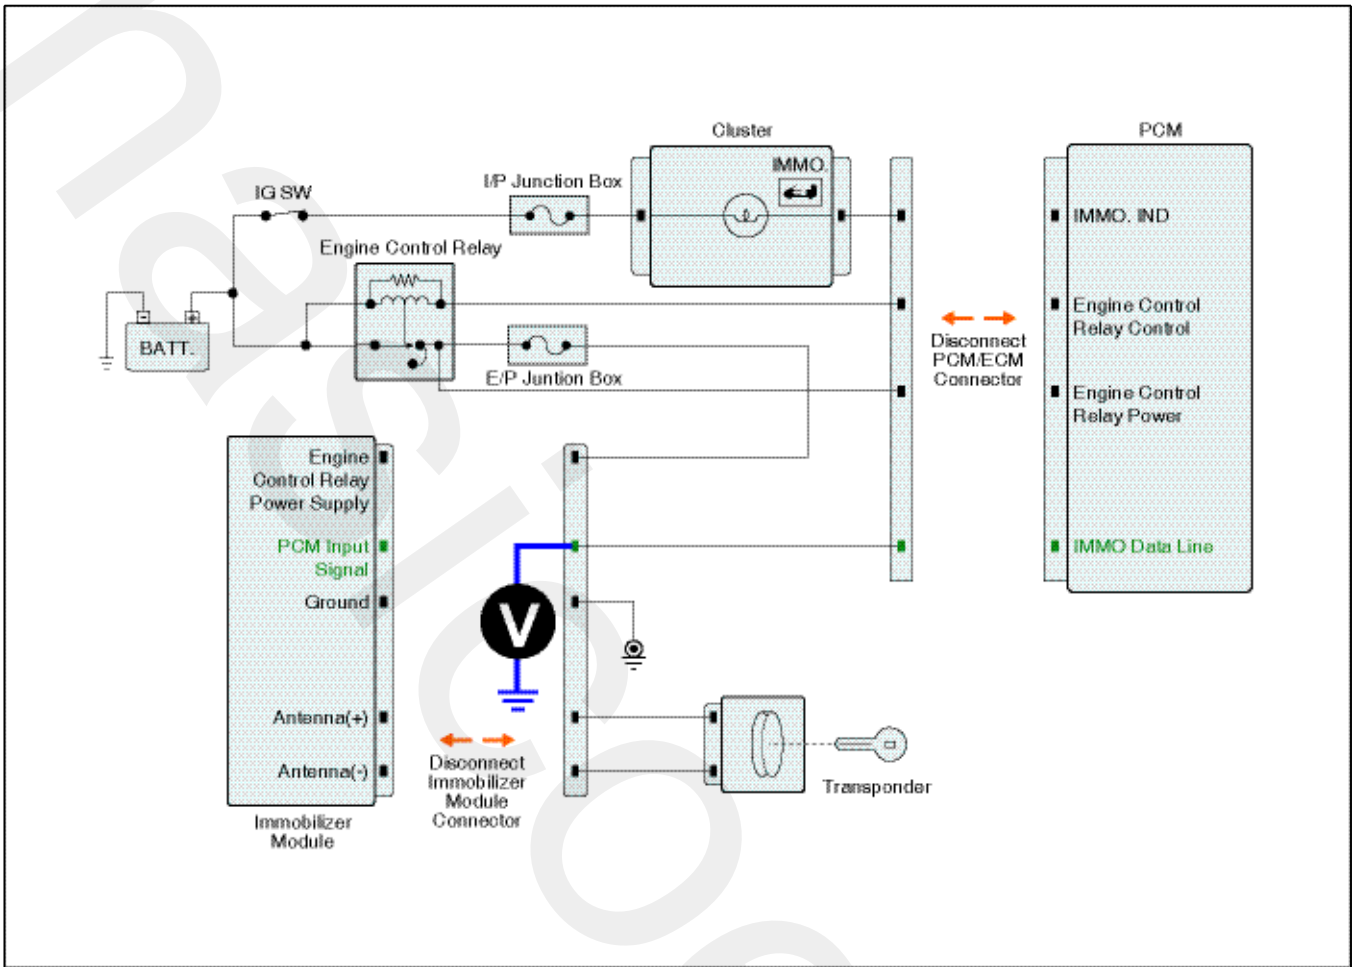 Cluster
PCM
IMMO.
I/P Junction Box
IG SW
IMMO. IND
Engine Control Relay
Engine Control
Relay Control
BATT.
Disconnect
PCM/ECM
Connector
E/P Juntion Box
Engine Control
Relay Power
Engine
Control Relay
Power Supply
PCM Input
Signal
IMMO Data Line
Ground
V
Antenna(+)
Antenna(-)
Disconnect
Immobilizer
Module
Connector
Transponder
Immobilizer
Module